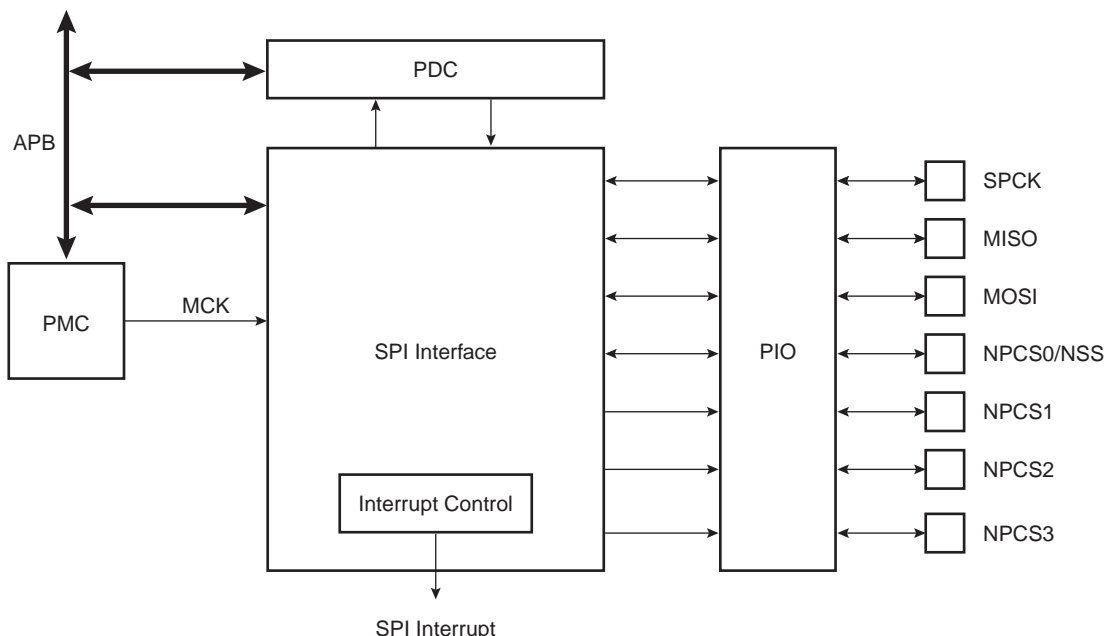 PDC
APB
SPCK
MISO
MCK
MOSI
PMC
SPI Interface
PIO
NPCS0/NSS
NPCS1
NPCS2
Interrupt Control
NPCS3
SPI Interrupt